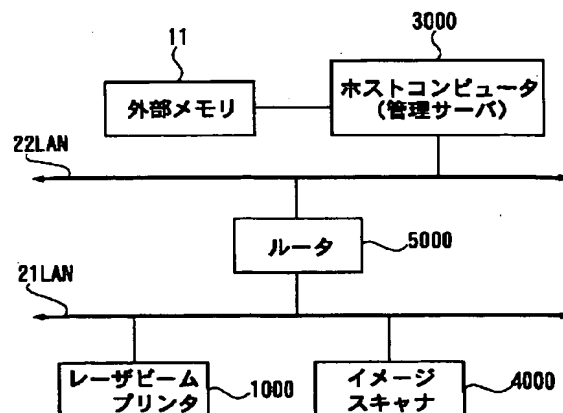 11
3000
外部メモリ
ホストコンピュータ
(管理サーバ)
22LAN
ルータ
5000
21LAN
レーザビーム
プリンタ
1000
イメージ
スキャナ
4000